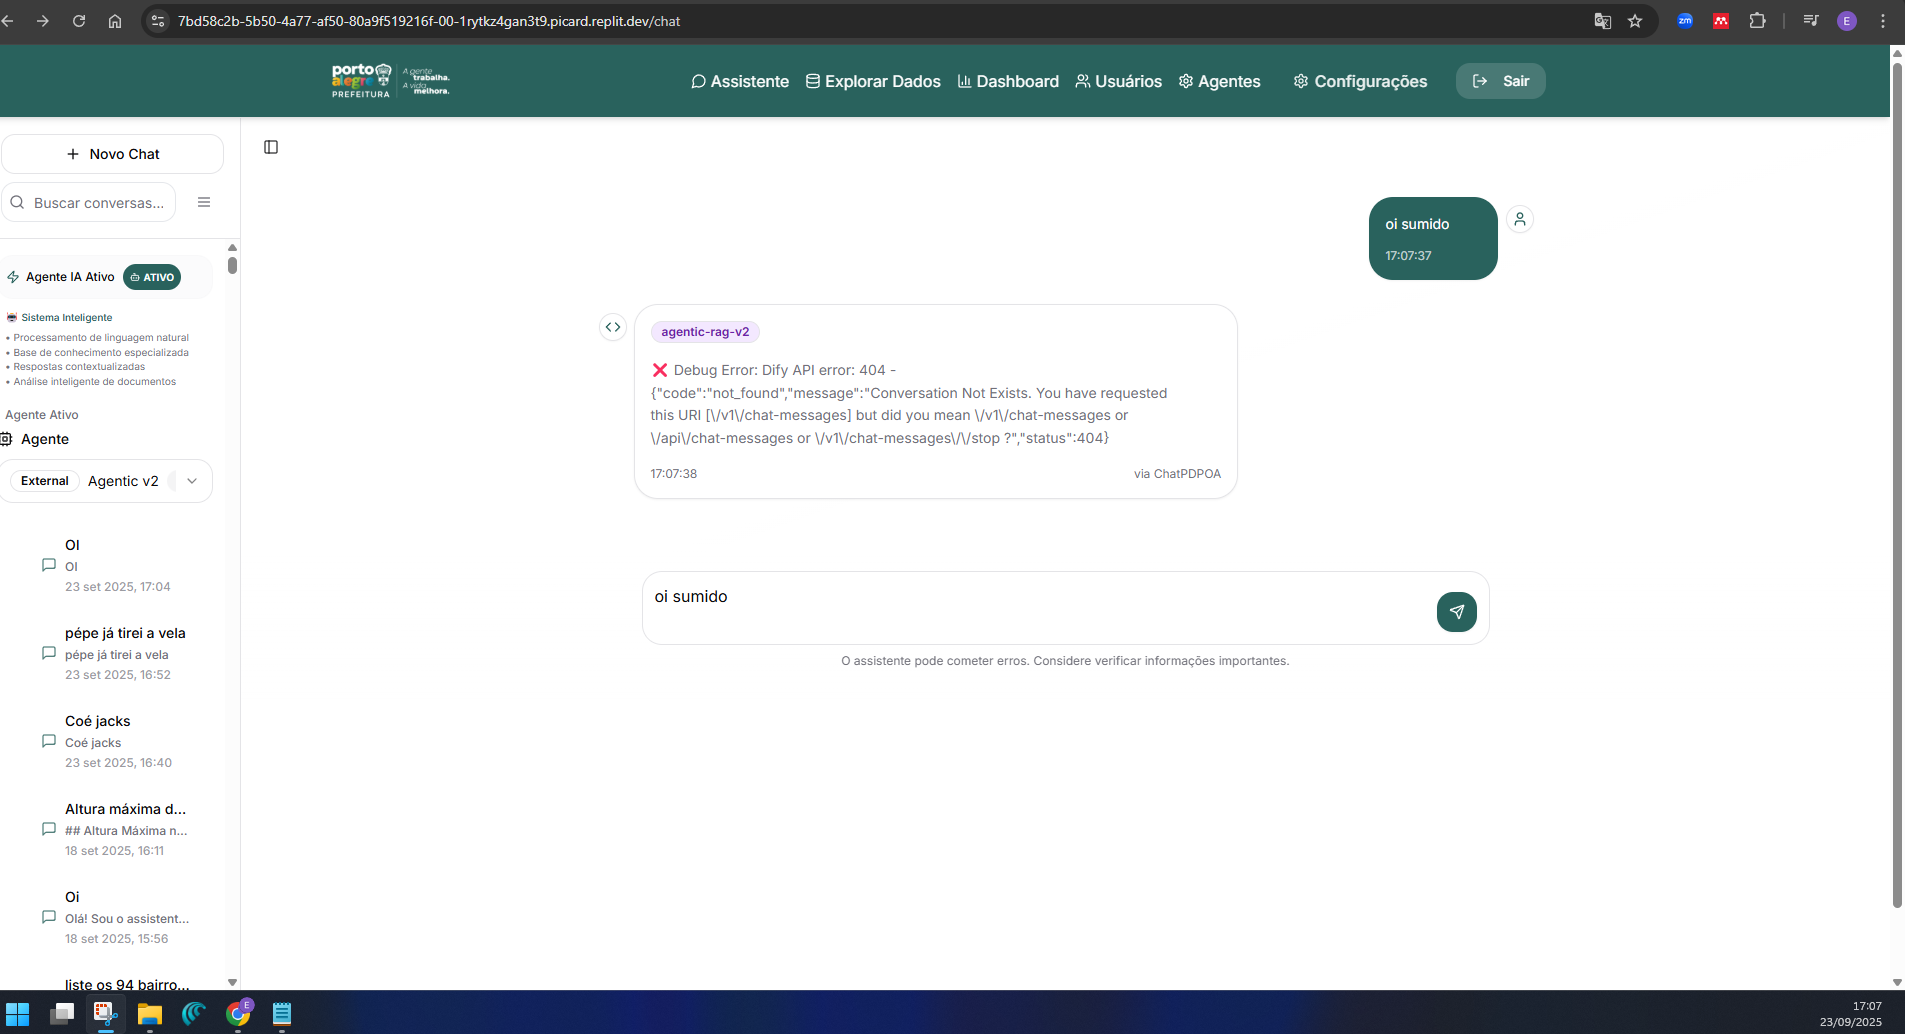 7bd58c2b-5b50-4a77-af50-80a9f519216f-00-1rytkz4gan3t9.picard.replit.dev/chat
zm
E
porto alegre PREFEITURA
A gente trabalha. A vida melhora.
Assistente
Explorar Dados
Dashboard
Usuários
Agentes
Configurações
Sair
Novo Chat
Buscar conversas...
Agente IA Ativo
ATIVO
Sistema Inteligente
• Processamento de linguagem natural
• Base de conhecimento especializada
• Respostas contextualizadas
• Análise inteligente de documentos
Agente Ativo
Agente
External
Agentic v2
OI
OI
23 set 2025, 17:04
pépe já tirei a vela
pépe já tirei a vela
23 set 2025, 16:52
Coé jacks
Coé jacks
23 set 2025, 16:40
Altura máxima d...
## Altura Máxima n...
18 set 2025, 16:11
Oi
Olá! Sou o assistent...
18 set 2025, 15:56
liste os 94 bairro...
oi sumido
17:07:37
agentic-rag-v2
❌ Debug Error: Dify API error: 404 -
{"code":"not_found","message":"Conversation Not Exists. You have requested
this URI [\/v1\/chat-messages] but did you mean \/v1\/chat-messages or
\/api\/chat-messages or \/v1\/chat-messages\/\/stop ?","status":404}
17:07:38
via ChatPDPOA
oi sumido
O assistente pode cometer erros. Considere verificar informações importantes.
E
17:07
23/09/2025